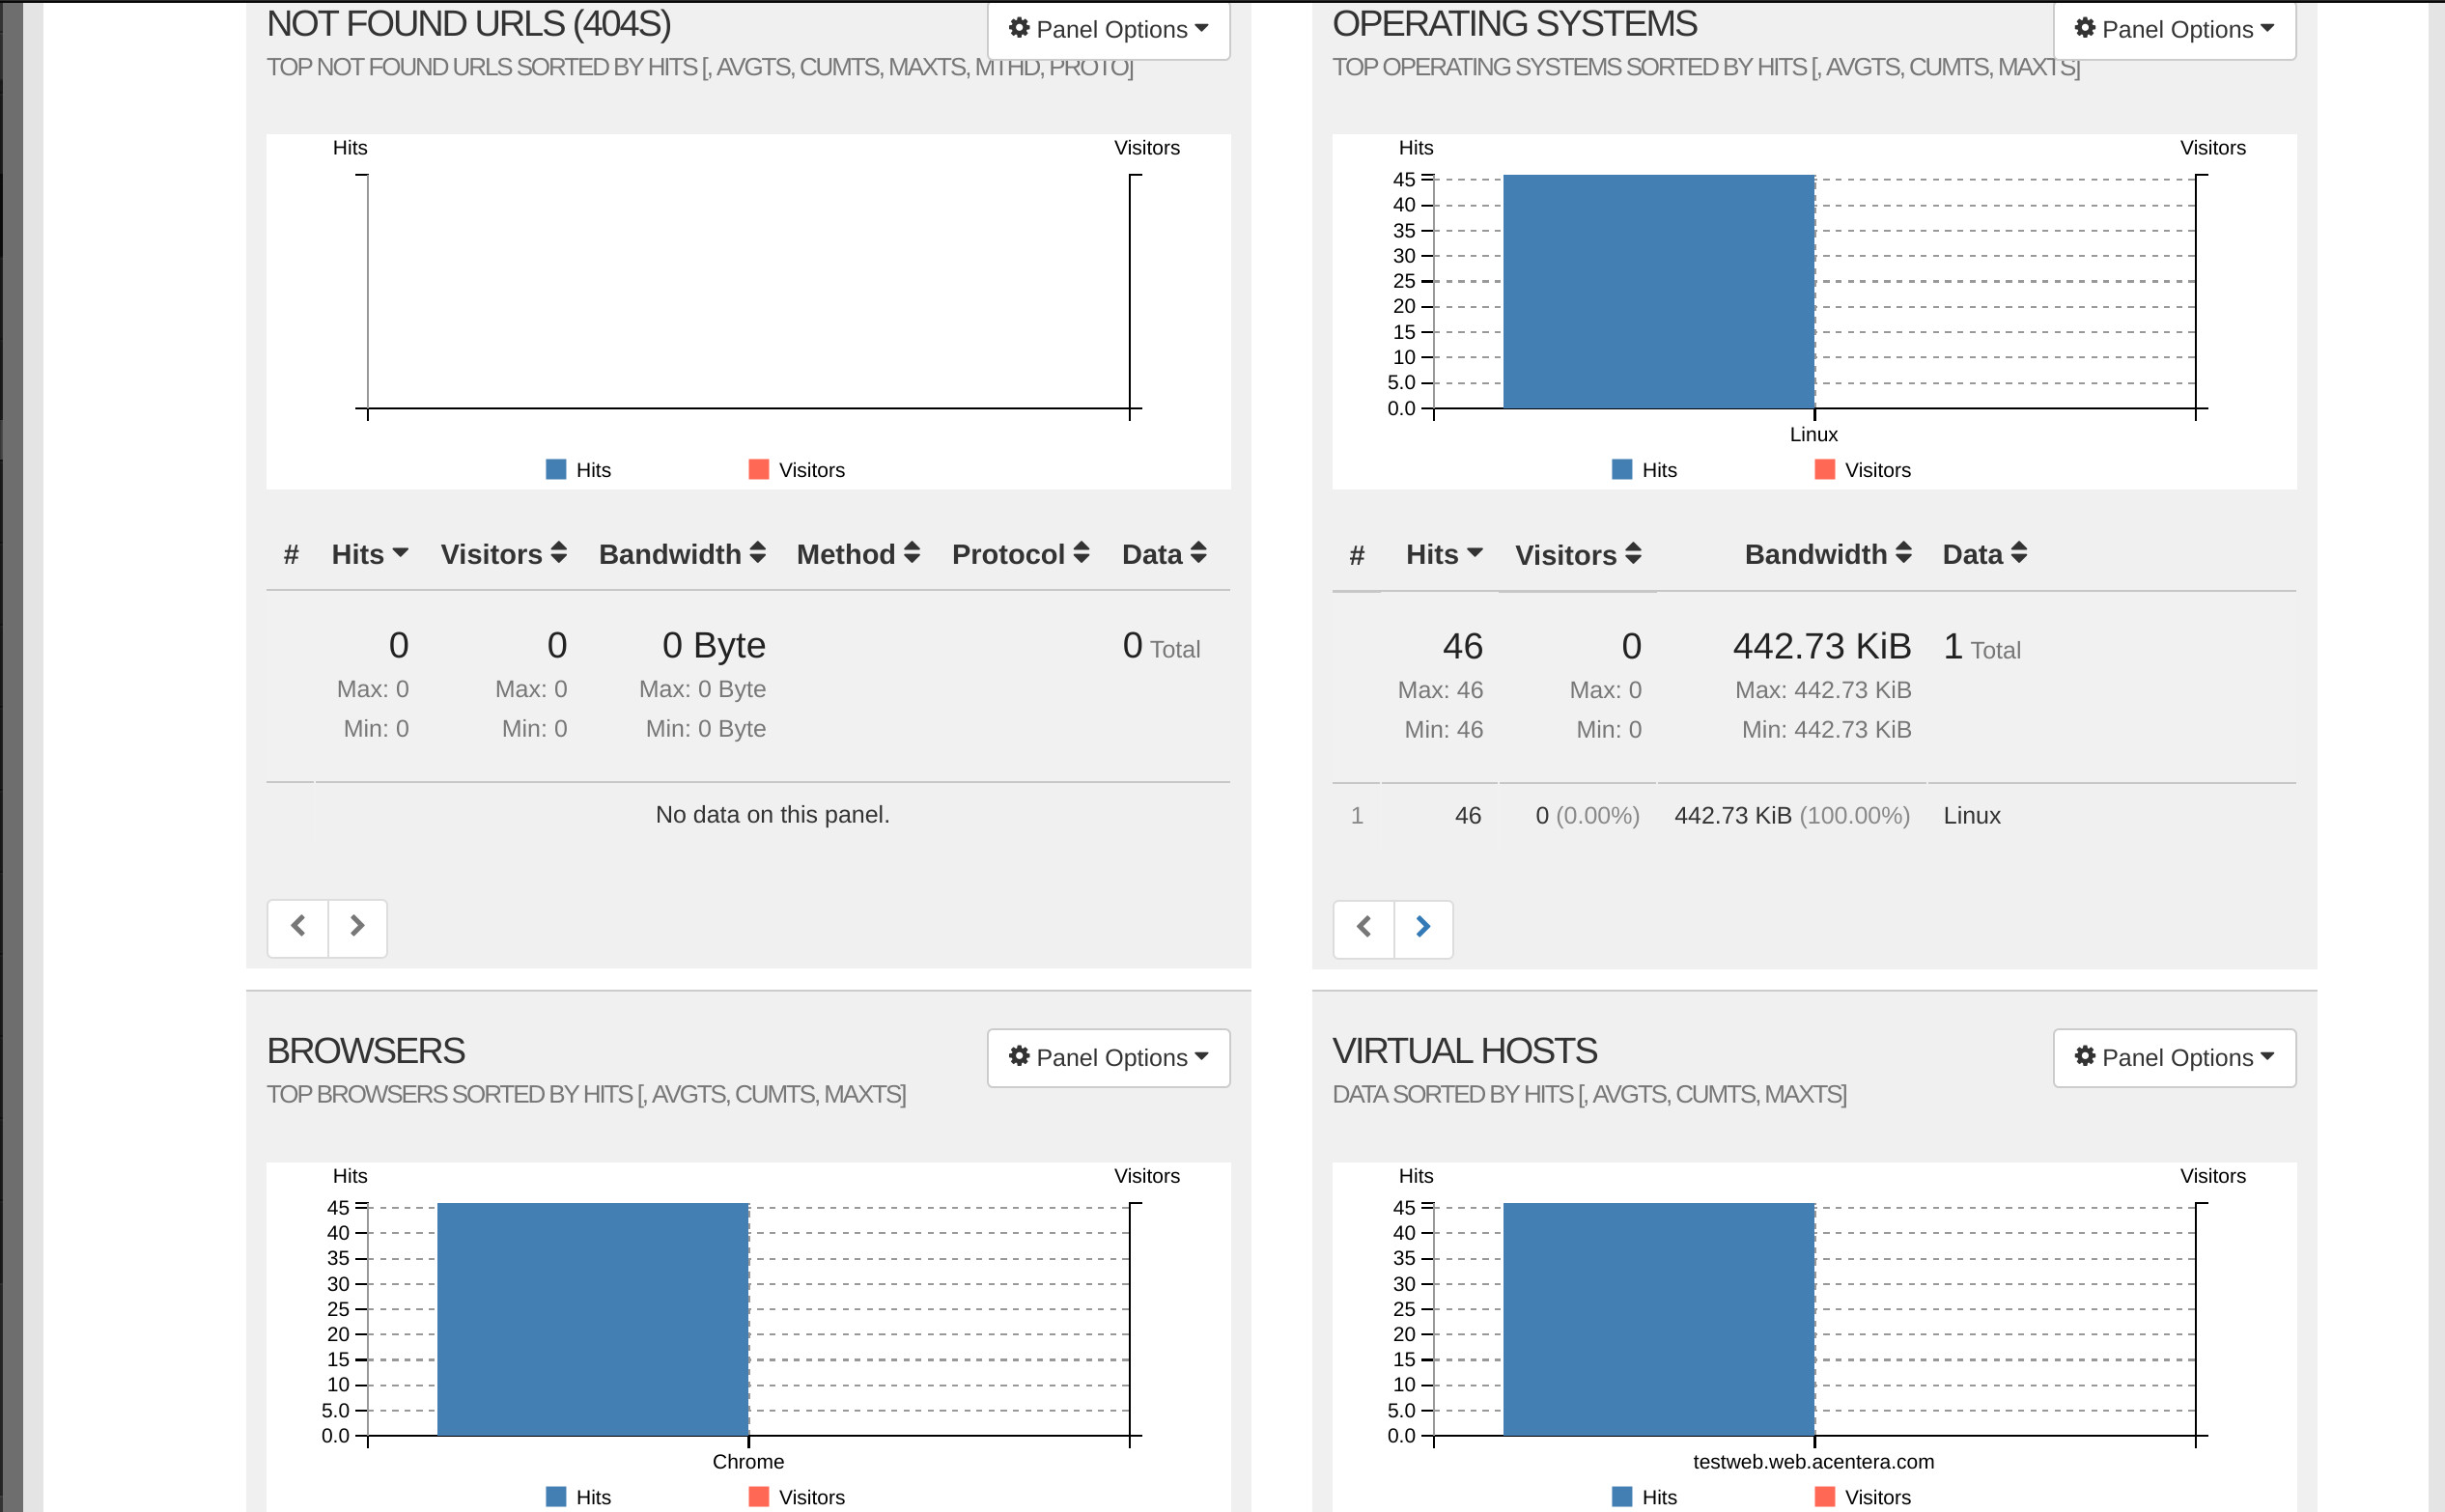 NOT FOUND URLS (404S)
Panel Options
TOP NOT FOUND URLS SORTED BY HITS [, AVGTS, CUMTS, MAXTS, MTHD, PROTO]
Hits
Visitors
Hits
Visitors
# Hits Visitors Bandwidth Method Protocol Data
0 0 0 Byte 0 Total
Max: 0 Max: 0 Max: 0 Byte
Min: 0 Min: 0 Min: 0 Byte
No data on this panel.
OPERATING SYSTEMS
Panel Options
TOP OPERATING SYSTEMS SORTED BY HITS [, AVGTS, CUMTS, MAXTS]
Hits
Visitors
45
40
35
30
25
20
15
10
5.0
0.0
Linux
Hits
Visitors
# Hits Visitors Bandwidth Data
46 0 442.73 KiB 1 Total
Max: 46 Max: 0 Max: 442.73 KiB
Min: 46 Min: 0 Min: 442.73 KiB
1 46 0 (0.00%) 442.73 KiB (100.00%) Linux
BROWSERS
Panel Options
TOP BROWSERS SORTED BY HITS [, AVGTS, CUMTS, MAXTS]
Hits
Visitors
45
40
35
30
25
20
15
10
5.0
0.0
Chrome
Hits
Visitors
VIRTUAL HOSTS
Panel Options
DATA SORTED BY HITS [, AVGTS, CUMTS, MAXTS]
Hits
Visitors
45
40
35
30
25
20
15
10
5.0
0.0
testweb.web.acentera.com
Hits
Visitors